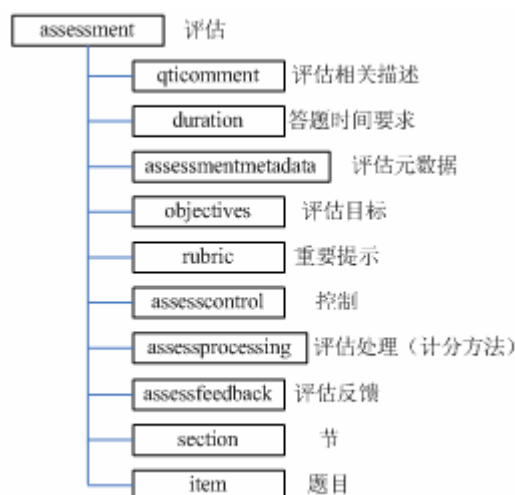 assessment 评估
qticomment 评估相关描述
duration 答题时间要求
assessmentmetadata 评估元数据
objectives 评估目标
rubric 重要提示
assesscontrol 控制
assessprocessing 评估处理（计分方法）
assessfeedback 评估反馈
section 节
item 题目